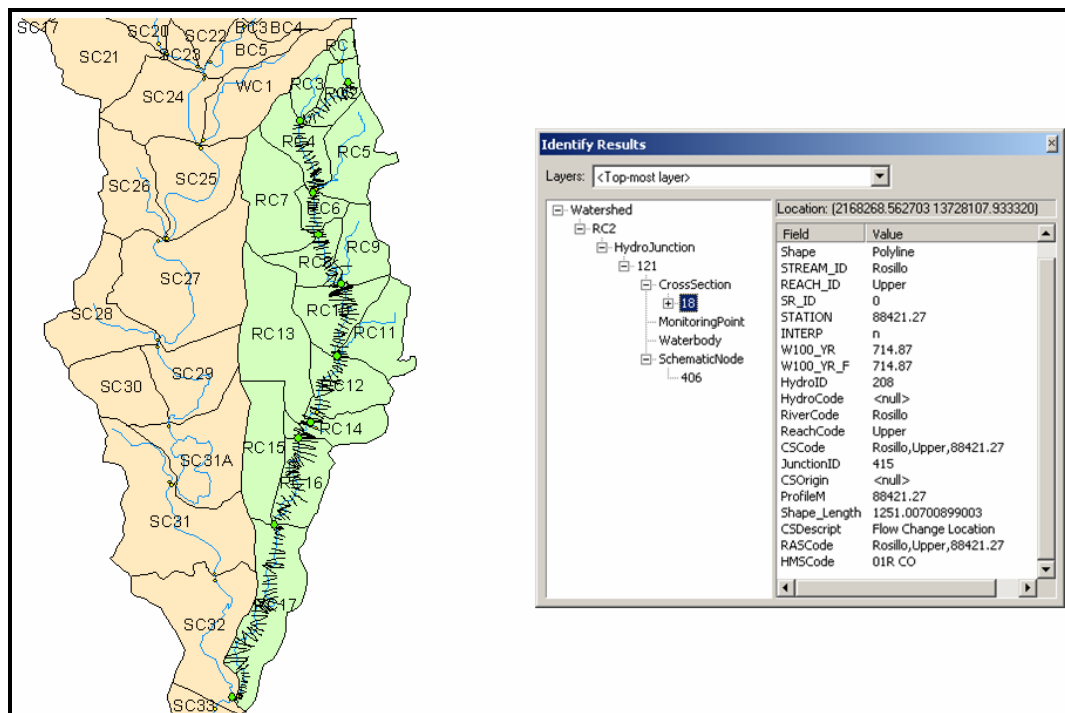 SC17
SC20
SC22
BC3
BC4
SC21
SC23
BC5
RC1
WC1
RC3
RC2
SC24
RC4
RC5
SC26
SC25
RC7
RC6
RC9
SC27
RC8
SC28
RC10
RC13
RC11
SC29
SC30
RC12
RC14
SC31A
RC15
RC16
SC31
RC17
SC32
SC33
Identify Results
Layers: <Top-most layer>
Watershed
RC2
HydroJunction
121
CrossSection
18
MonitoringPoint
Waterbody
SchematicNode
406
Location: (2168268.562703 13728107.933320)
Field Value
Shape Polyline
STREAM_ID Rosillo
REACH_ID Upper
SR_ID 0
STATION 88421.27
INTERP n
W100_YR 714.87
W100_YR_F 714.87
HydroID 208
HydroCode <null>
RiverCode Rosillo
ReachCode Upper
CSCode Rosillo,Upper,88421.27
JunctionID 415
CSOrigin <null>
ProfileM 88421.27
Shape_Length 1251.00700899003
CSDescript Flow Change Location
RASCode Rosillo,Upper,88421.27
HMSCode 01R CO